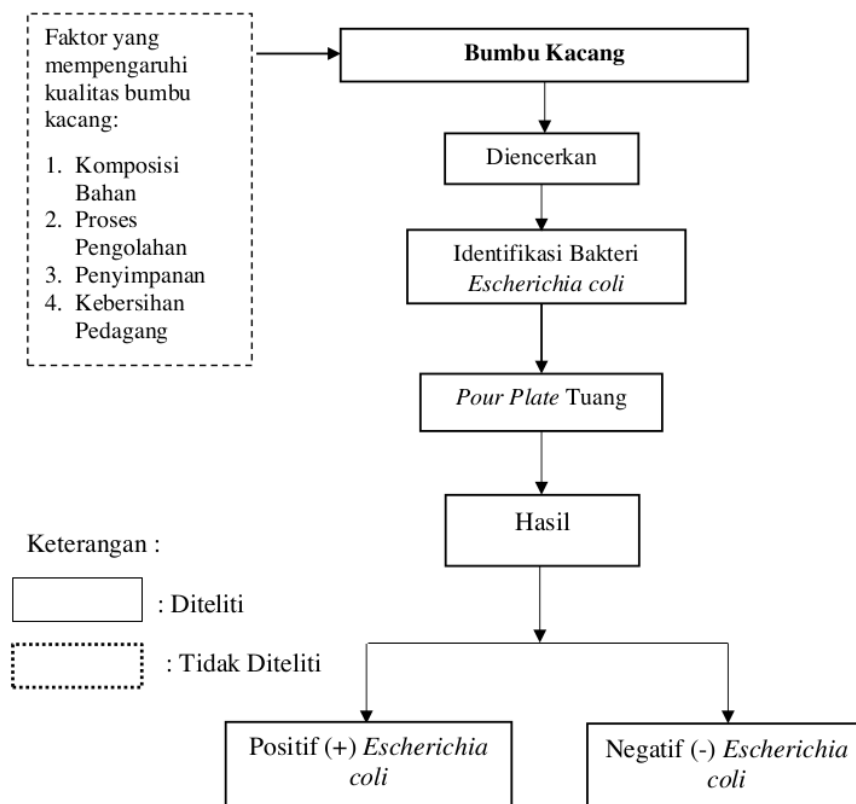 Faktor yang
mempengaruhi
kualitas bumbu
kacang:
1. Komposisi
Bahan
2. Proses
Pengolahan
3. Penyimpanan
4. Kebersihan
Pedagang
Bumbu Kacang
Diencerkan
Identifikasi Bakteri
Escherichia coli
Pour Plate Tuang
Hasil
Keterangan :
: Diteliti
: Tidak Diteliti
Positif (+) Escherichia
coli
Negatif (-) Escherichia
coli